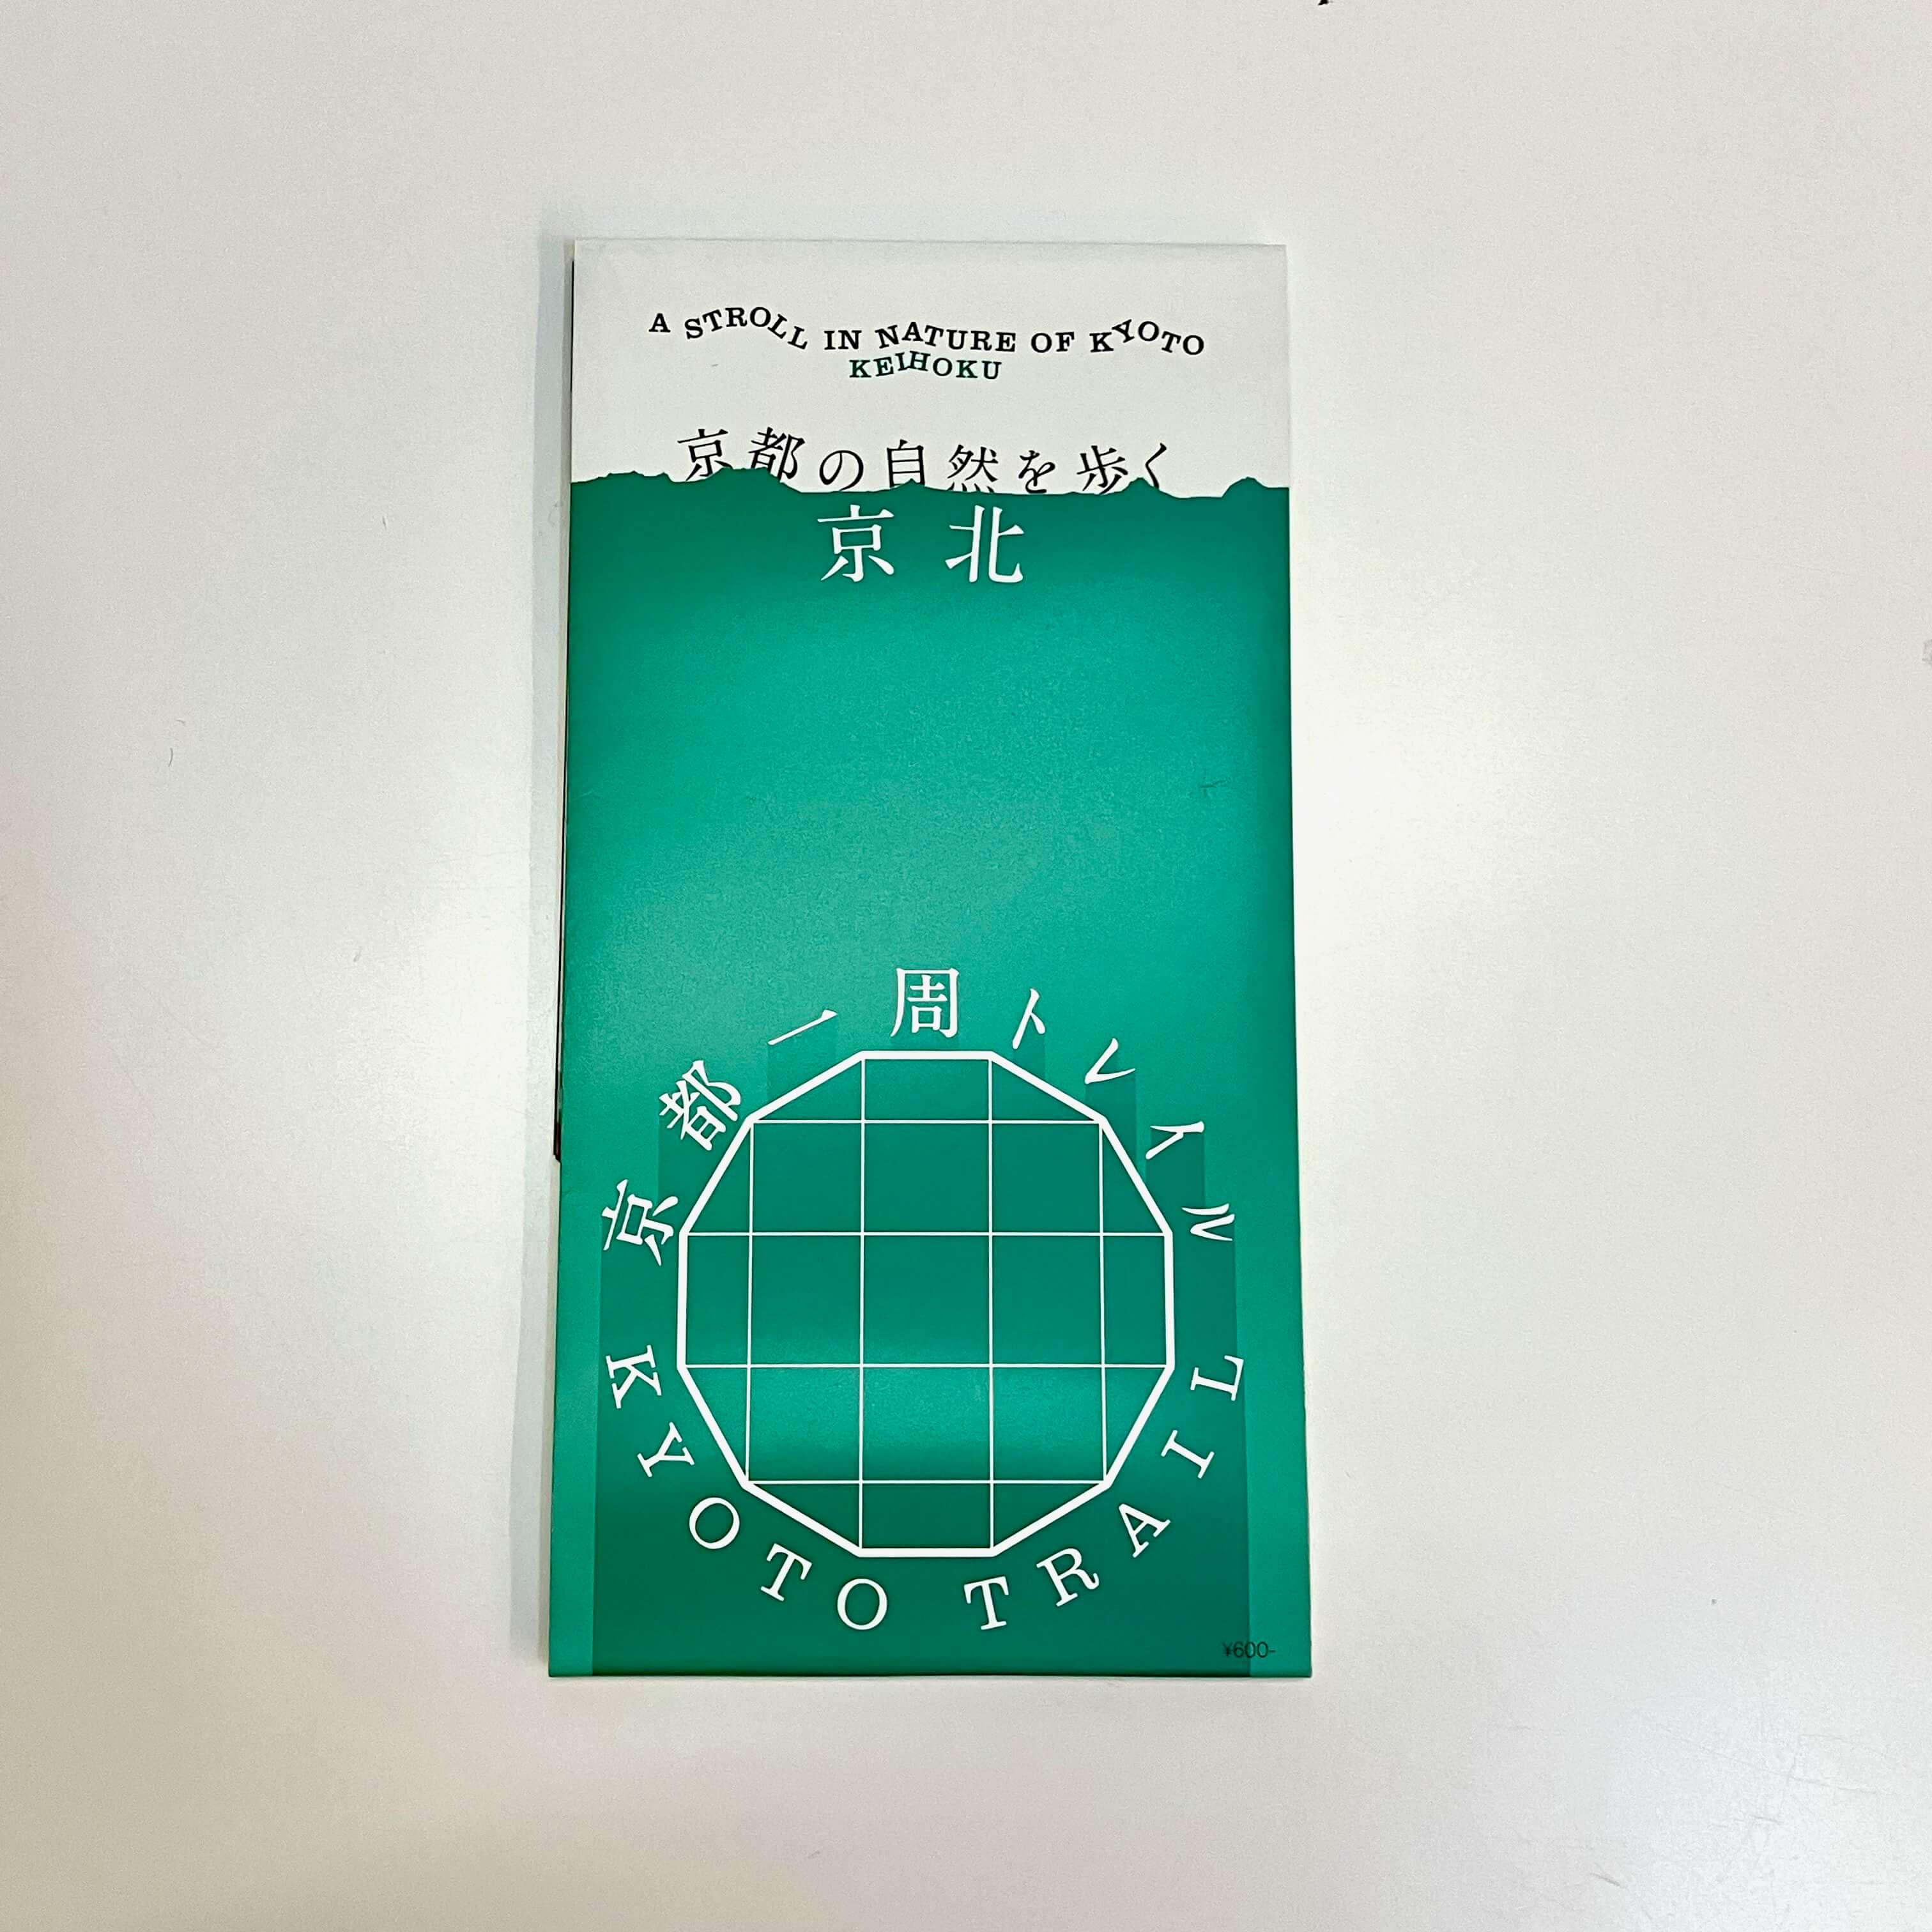 A STROLL IN NATURE OF KYOTO
KEIHOKU
京都の自然を歩く
京北
京都一周トレイル
KYOTO TRAIL
¥600-